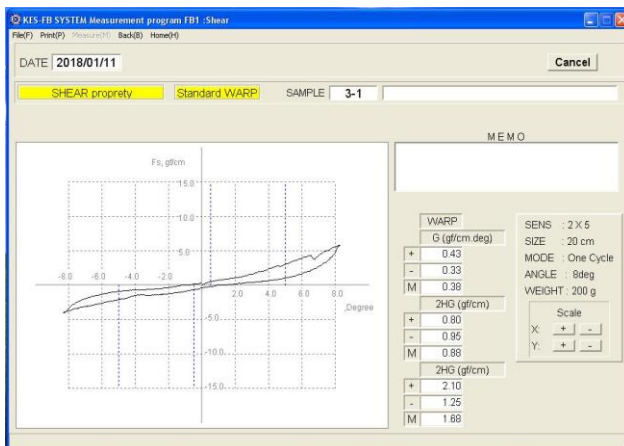 KES-FB SYSTEM Measurement program FB1 :Shear
File(F) Print(P) Measure(M) Back(B) Home(H)
DATE 2018/01/11 Cancel
SHEAR proprety Standard WARP SAMPLE 3-1
MEMO
Fs, gf/cm
15.0 15.0
5.0
-8.0 -6.0 -4.0 -2.0
2.0 4.0 6.0 8.0
,Degree
-5.0
-10.0
-15.0
WARP
G (gf/cm.deg)
+ 0.43
- 0.33
M 0.38
2HG (gf/cm)
+ 0.80
- 0.95
M 0.88
2HG (gf/cm)
+ 2.10
- 1.25
M 1.68
SENS : 2 X 5
SIZE : 20 cm
MODE : One Cycle
ANGLE : 8deg
WEIGHT : 200 g
Scale
X: + -
Y: + -